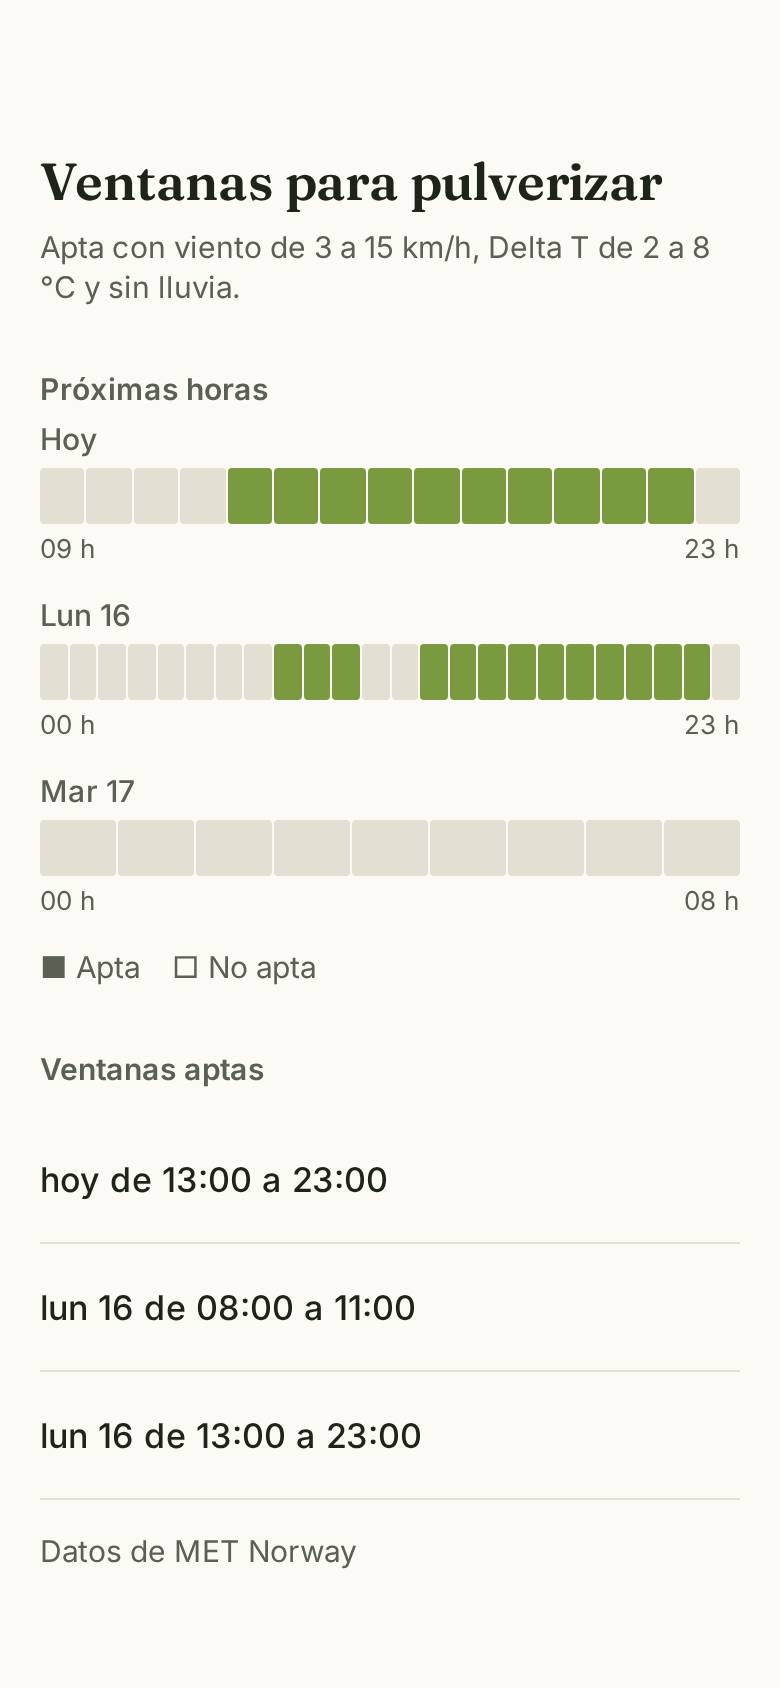 Ventanas para pulverizar
Apta con viento de 3 a 15 km/h, Delta T de 2 a 8
°C y sin lluvia.
Próximas horas
Hoy
09 h 23 h
Lun 16
00 h 23 h
Mar 17
00 h 08 h
■ Apta □ No apta
Ventanas aptas
hoy de 13:00 a 23:00
lun 16 de 08:00 a 11:00
lun 16 de 13:00 a 23:00
Datos de MET Norway